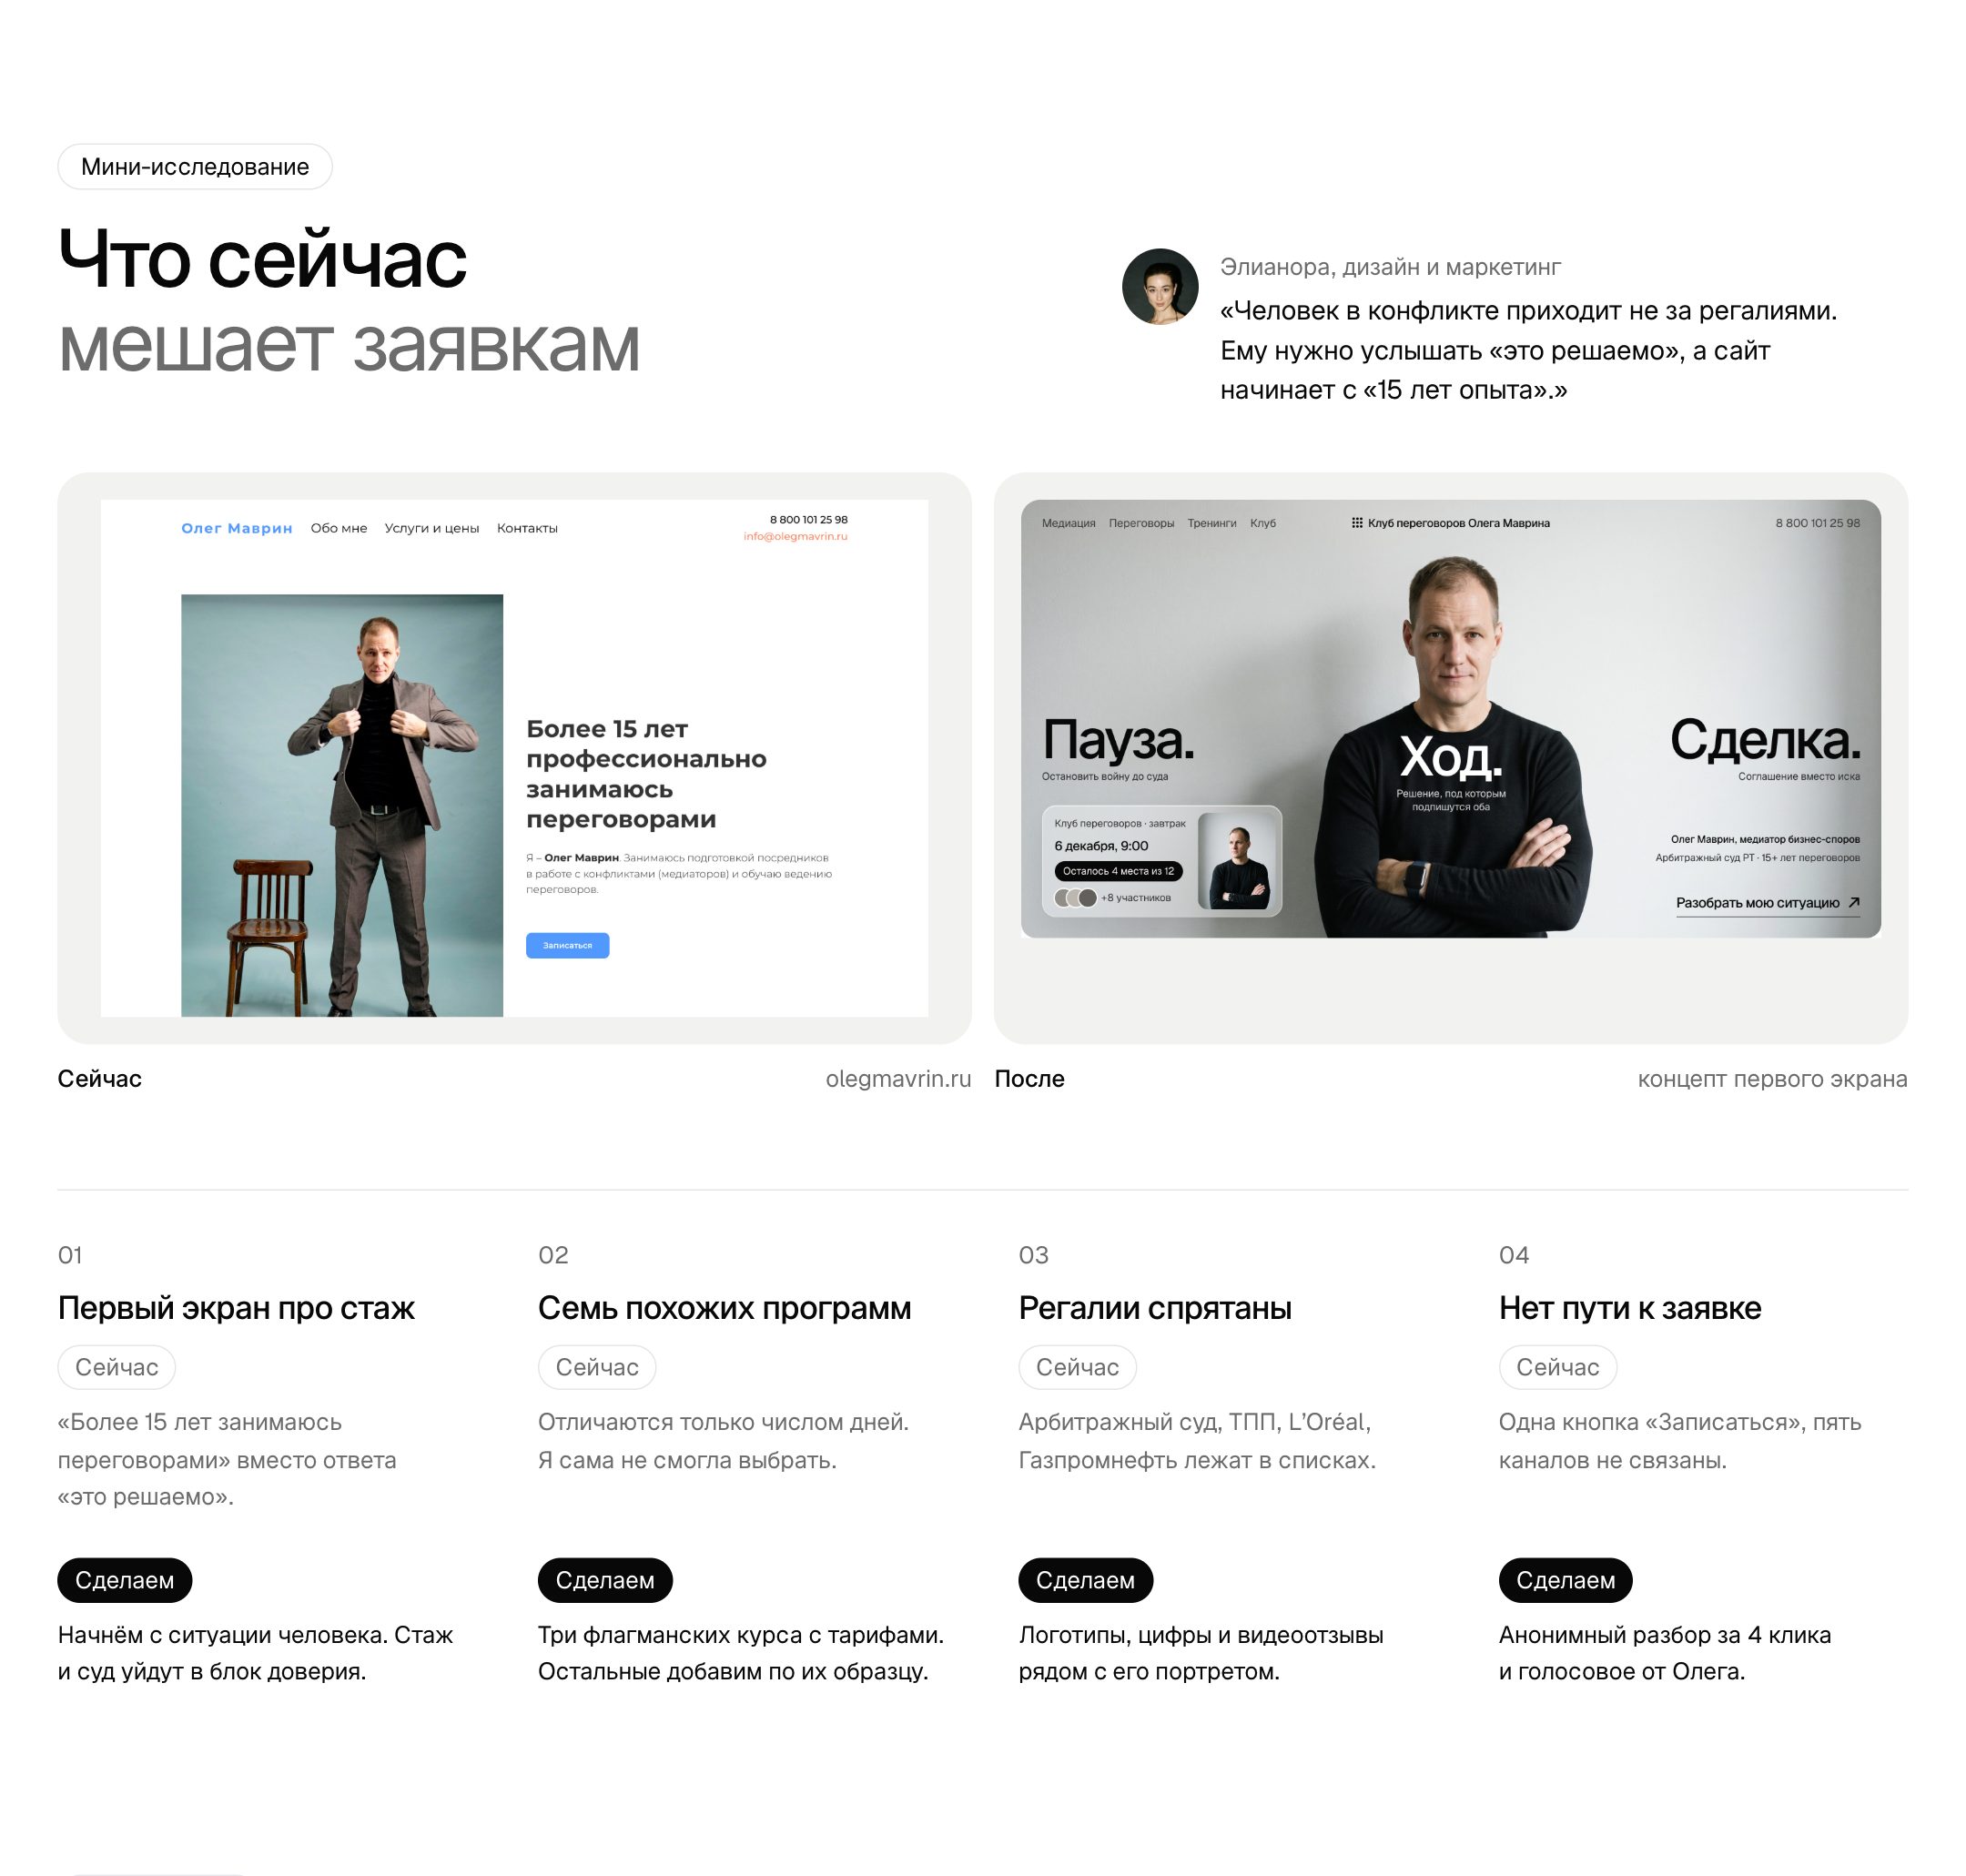 Мини-исследование
Что сейчас
мешает заявкам
Элианора, дизайн и маркетинг
«Человек в конфликте приходит не за регалиями.
Ему нужно услышать «это решаемо», а сайт
начинает с «15 лет опыта».»
Олег Маврин Обо мне Услуги и цены Контакты
8 800 101 25 98
info@olegmavrin.ru
Более 15 лет
профессионально
занимаюсь
переговорами
Я – Олег Маврин. Занимаюсь подготовкой посредников
в работе с конфликтами (медиаторов) и обучаю ведению
переговоров.
Записаться
Медиация Переговоры Тренинги Клуб
Клуб переговоров Олега Маврина
8 800 101 25 98
Пауза.
Остановить войну до суда
Ход.
Решение, под которым
подпишутся оба
Сделка.
Соглашение вместо иска
Клуб переговоров · завтрак
6 декабря, 9:00
Осталось 4 места из 12
+8 участников
Олег Маврин, медиатор бизнес-споров
Арбитражный суд РТ · 15+ лет переговоров
Разобрать мою ситуацию
Сейчас
olegmavrin.ru
После
концепт первого экрана
01
Первый экран про стаж
Сейчас
«Более 15 лет занимаюсь
переговорами» вместо ответа
«это решаемо».
Сделаем
Начнём с ситуации человека. Стаж
и суд уйдут в блок доверия.
02
Семь похожих программ
Сейчас
Отличаются только числом дней.
Я сама не смогла выбрать.
Сделаем
Три флагманских курса с тарифами.
Остальные добавим по их образцу.
03
Регалии спрятаны
Сейчас
Арбитражный суд, ТПП, L’Oréal,
Газпромнефть лежат в списках.
Сделаем
Логотипы, цифры и видеоотзывы
рядом с его портретом.
04
Нет пути к заявке
Сейчас
Одна кнопка «Записаться», пять
каналов не связаны.
Сделаем
Анонимный разбор за 4 клика
и голосовое от Олега.